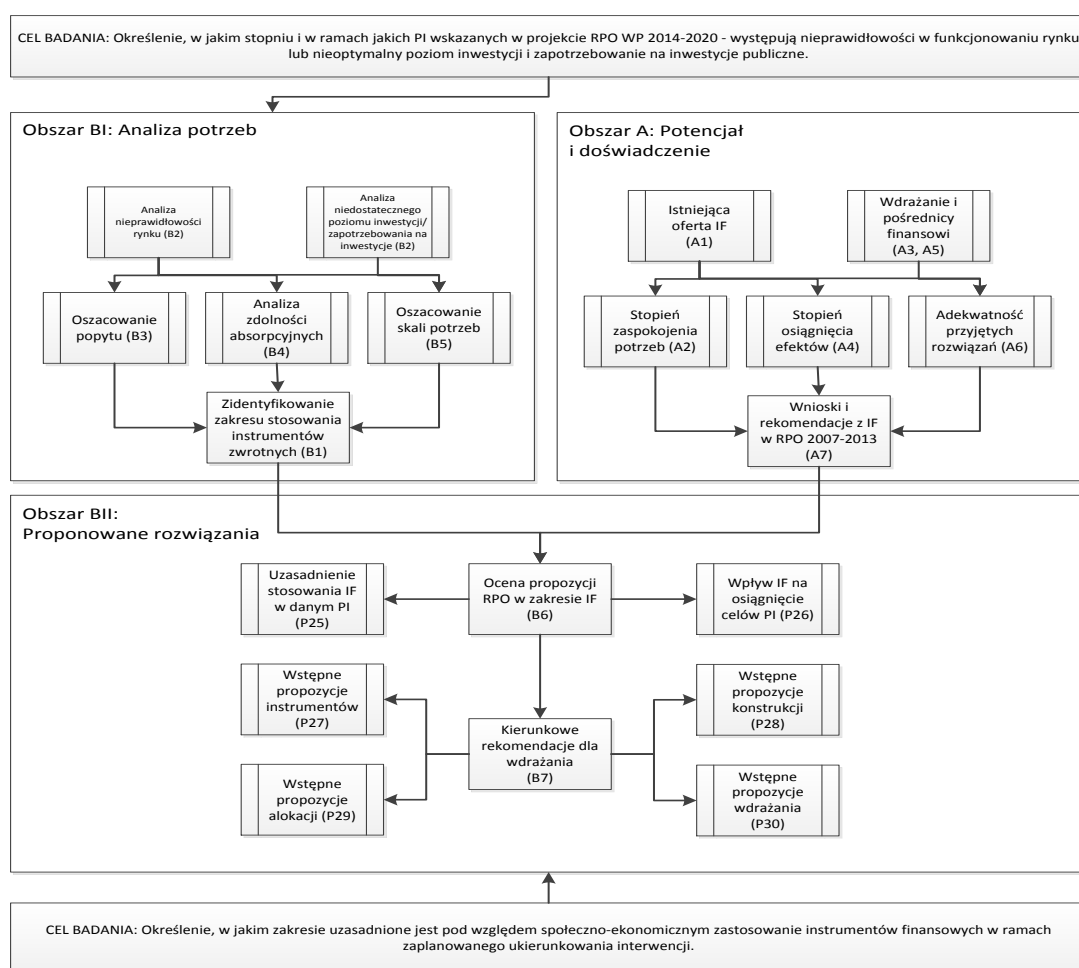 CEL BADANIA: Określenie, w jakim stopniu i w ramach jakich PI wskazanych w projekcie RPO WP 2014-2020 - występują nieprawidłowości w funkcjonowaniu rynku
lub nieoptymalny poziom inwestycji i zapotrzebowanie na inwestycje publiczne.
Obszar BI: Analiza potrzeb
Analiza
nieprawidłowości
rynku (B2)
Analiza
niedostatecznego
poziomu inwestycji/
zapotrzebowania na
inwestycje (B2)
Oszacowanie
popytu (B3)
Analiza
zdolności
absorpcyjnych
(B4)
Oszacowanie
skali potrzeb
(B5)
Zidentyfikowanie
zakresu stosowania
instrumentów
zwrotnych (B1)
Obszar A: Potencjał
i doświadczenie
Istniejąca
oferta IF
(A1)
Wdrażanie i
pośrednicy
finansowi
(A3, A5)
Stopień
zaspokojenia
potrzeb (A2)
Stopień
osiągnięcia
efektów (A4)
Adekwatność
przyjętych
rozwiązań (A6)
Wnioski i
rekomendacje z IF
w RPO 2007-2013
(A7)
Obszar BII:
Proponowane rozwiązania
Uzasadnienie
stosowania IF
w danym PI
(P25)
Ocena propozycji
RPO w zakresie IF
(B6)
Wpływ IF na
osiągnięcie
celów PI (P26)
Wstępne
propozycje
instrumentów
(P27)
Wstępne
propozycje
konstrukcji
(P28)
Kierunkowe
rekomendacje dla
wdrażania
(B7)
Wstępne
propozycje
alokacji (P29)
Wstępne
propozycje
wdrażania
(P30)
CEL BADANIA: Określenie, w jakim zakresie uzasadnione jest pod względem społeczno-ekonomicznym zastosowanie instrumentów finansowych w ramach
zaplanowanego ukierunkowania interwencji.